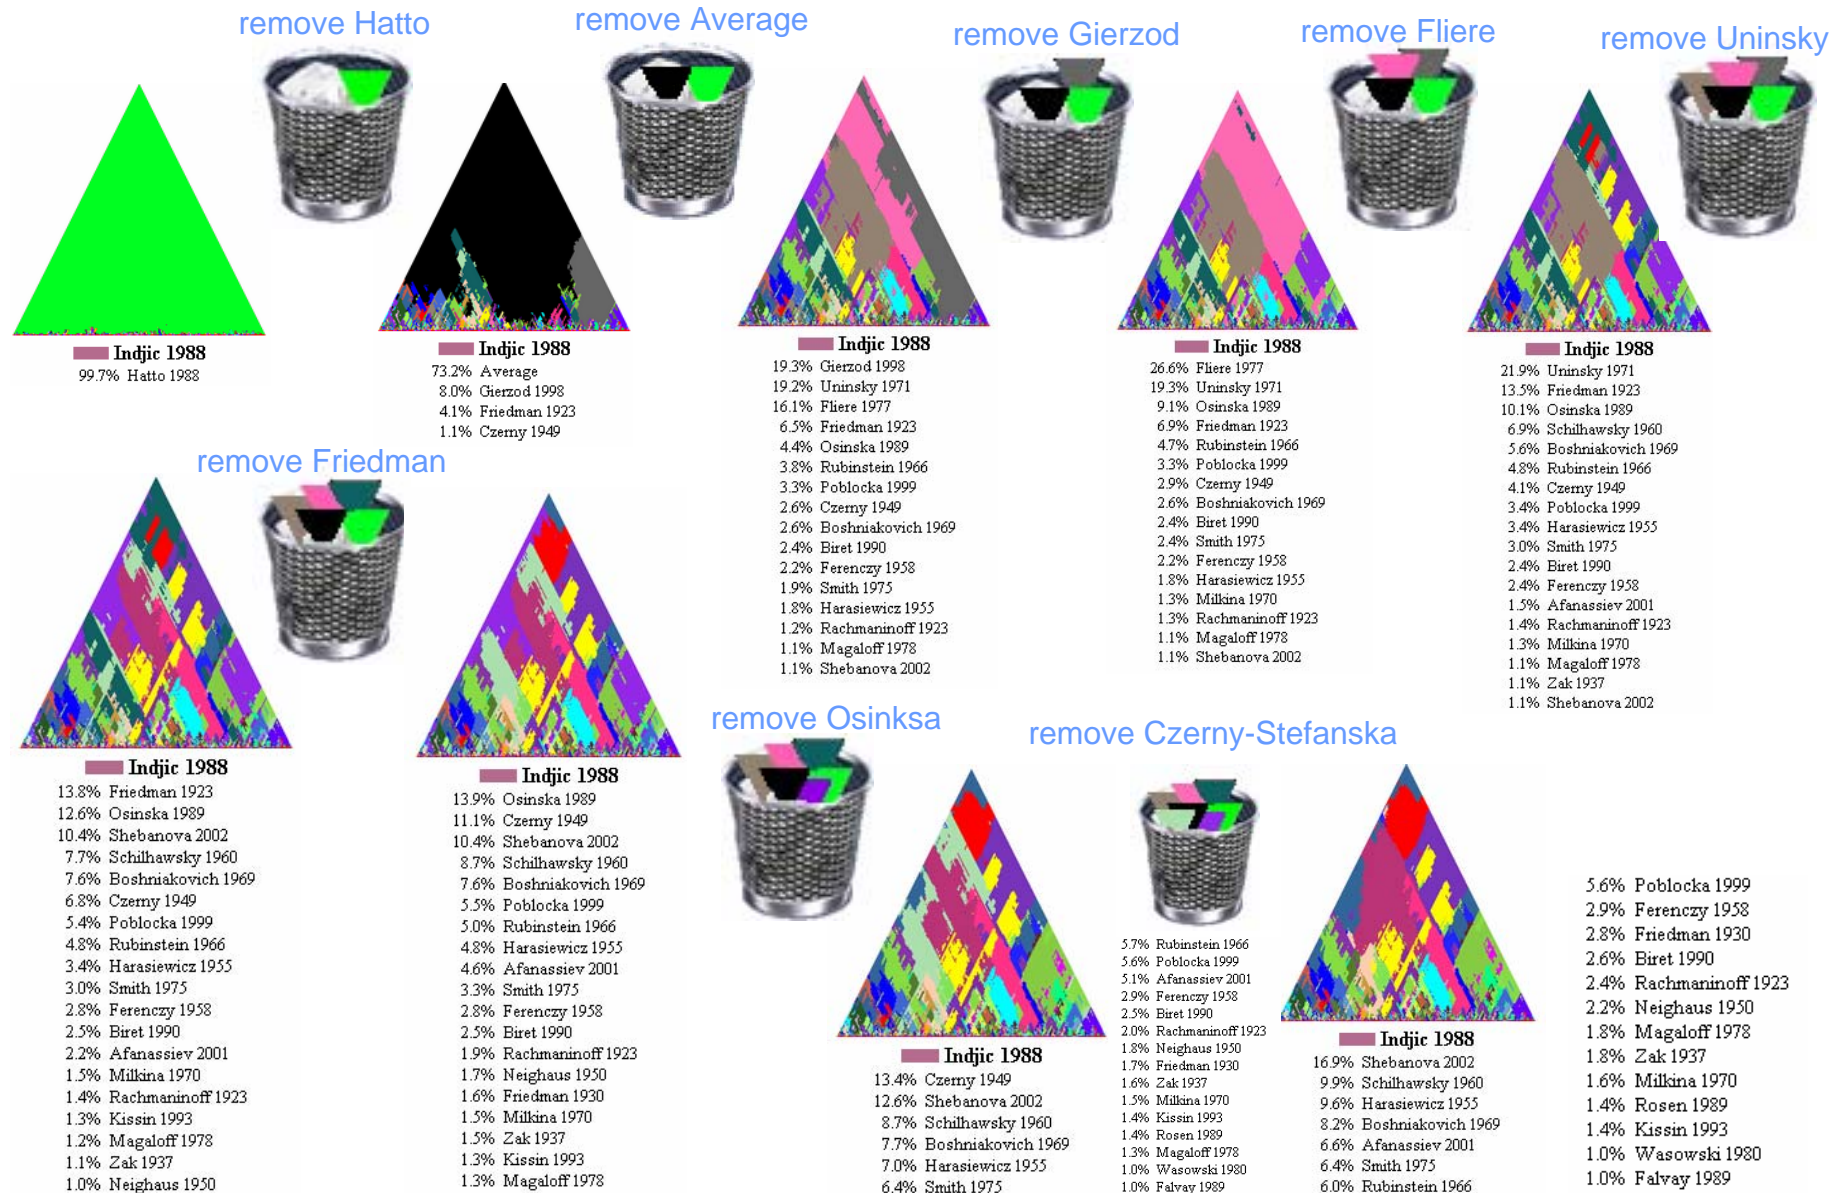 remove Hatto
remove Average
remove Gierzod
remove Fliere
remove Uninsky
Indjic 1988
99.7% Hatto 1988
Indjic 1988
73.2% Average
8.0% Gierzod 1998
4.1% Friedman 1923
1.1% Czerny 1949
Indjic 1988
19.3% Gierzod 1998
19.2% Uninsky 1971
16.1% Fliere 1977
6.5% Friedman 1923
4.4% Osinska 1989
3.8% Rubinstein 1966
3.3% Poblocka 1999
2.6% Czerny 1949
2.6% Boshniakovich 1969
2.4% Biret 1990
2.2% Ferenczy 1958
1.9% Smith 1975
1.8% Harasiewicz 1955
1.2% Rachmaninoff 1923
1.1% Magaloff 1978
1.1% Shebanova 2002
Indjic 1988
26.6% Fliere 1977
19.3% Uninsky 1971
9.1% Osinska 1989
6.9% Friedman 1923
4.7% Rubinstein 1966
3.3% Poblocka 1999
2.9% Czerny 1949
2.6% Boshniakovich 1969
2.4% Biret 1990
2.4% Smith 1975
2.2% Ferenczy 1958
1.8% Harasiewicz 1955
1.3% Milkina 1970
1.3% Rachmaninoff 1923
1.1% Magaloff 1978
1.1% Shebanova 2002
Indjic 1988
21.9% Uninsky 1971
13.5% Friedman 1923
10.1% Osinska 1989
6.9% Schilhawsky 1960
5.6% Boshniakovich 1969
4.8% Rubinstein 1966
4.1% Czerny 1949
3.4% Poblocka 1999
3.4% Harasiewicz 1955
3.0% Smith 1975
2.4% Biret 1990
2.4% Ferenczy 1958
1.5% Afanassiev 2001
1.4% Rachmaninoff 1923
1.3% Milkina 1970
1.1% Magaloff 1978
1.1% Zak 1937
1.1% Shebanova 2002
remove Friedman
remove Osinksa
remove Czerny-Stefanska
Indjic 1988
13.8% Friedman 1923
12.6% Osinska 1989
10.4% Shebanova 2002
7.7% Schilhawsky 1960
7.6% Boshniakovich 1969
6.8% Czerny 1949
5.4% Poblocka 1999
4.8% Rubinstein 1966
3.4% Harasiewicz 1955
3.0% Smith 1975
2.8% Ferenczy 1958
2.5% Biret 1990
2.2% Afanassiev 2001
1.5% Milkina 1970
1.4% Rachmaninoff 1923
1.3% Kissin 1993
1.2% Magaloff 1978
1.1% Zak 1937
1.0% Neighaus 1950
Indjic 1988
13.9% Osinska 1989
11.1% Czerny 1949
10.4% Shebanova 2002
8.7% Schilhawsky 1960
7.6% Boshniakovich 1969
5.5% Poblocka 1999
5.0% Rubinstein 1966
4.8% Harasiewicz 1955
4.6% Afanassiev 2001
3.3% Smith 1975
2.8% Ferenczy 1958
2.5% Biret 1990
1.9% Rachmaninoff 1923
1.7% Neighaus 1950
1.6% Friedman 1930
1.5% Milkina 1970
1.5% Zak 1937
1.3% Kissin 1993
1.3% Magaloff 1978
Indjic 1988
13.4% Czerny 1949
12.6% Shebanova 2002
8.7% Schilhawsky 1960
7.7% Boshniakovich 1969
7.0% Harasiewicz 1955
6.4% Smith 1975
5.7% Rubinstein 1966
5.6% Poblocka 1999
5.1% Afanassiev 2001
2.9% Ferenczy 1958
2.5% Biret 1990
2.0% Rachmaninoff 1923
1.8% Neighaus 1950
1.7% Friedman 1930
1.6% Zak 1937
1.5% Milkina 1970
1.4% Kissin 1993
1.4% Rosen 1989
1.3% Magaloff 1978
1.0% Wasowski 1980
1.0% Falvay 1989
Indjic 1988
16.9% Shebanova 2002
9.9% Schilhawsky 1960
9.6% Harasiewicz 1955
8.2% Boshniakovich 1969
6.6% Afanassiev 2001
6.4% Smith 1975
6.0% Rubinstein 1966
5.6% Poblocka 1999
2.9% Ferenczy 1958
2.8% Friedman 1930
2.6% Biret 1990
2.4% Rachmaninoff 1923
2.2% Neighaus 1950
1.8% Magaloff 1978
1.8% Zak 1937
1.6% Milkina 1970
1.4% Rosen 1989
1.4% Kissin 1993
1.0% Wasowski 1980
1.0% Falvay 1989